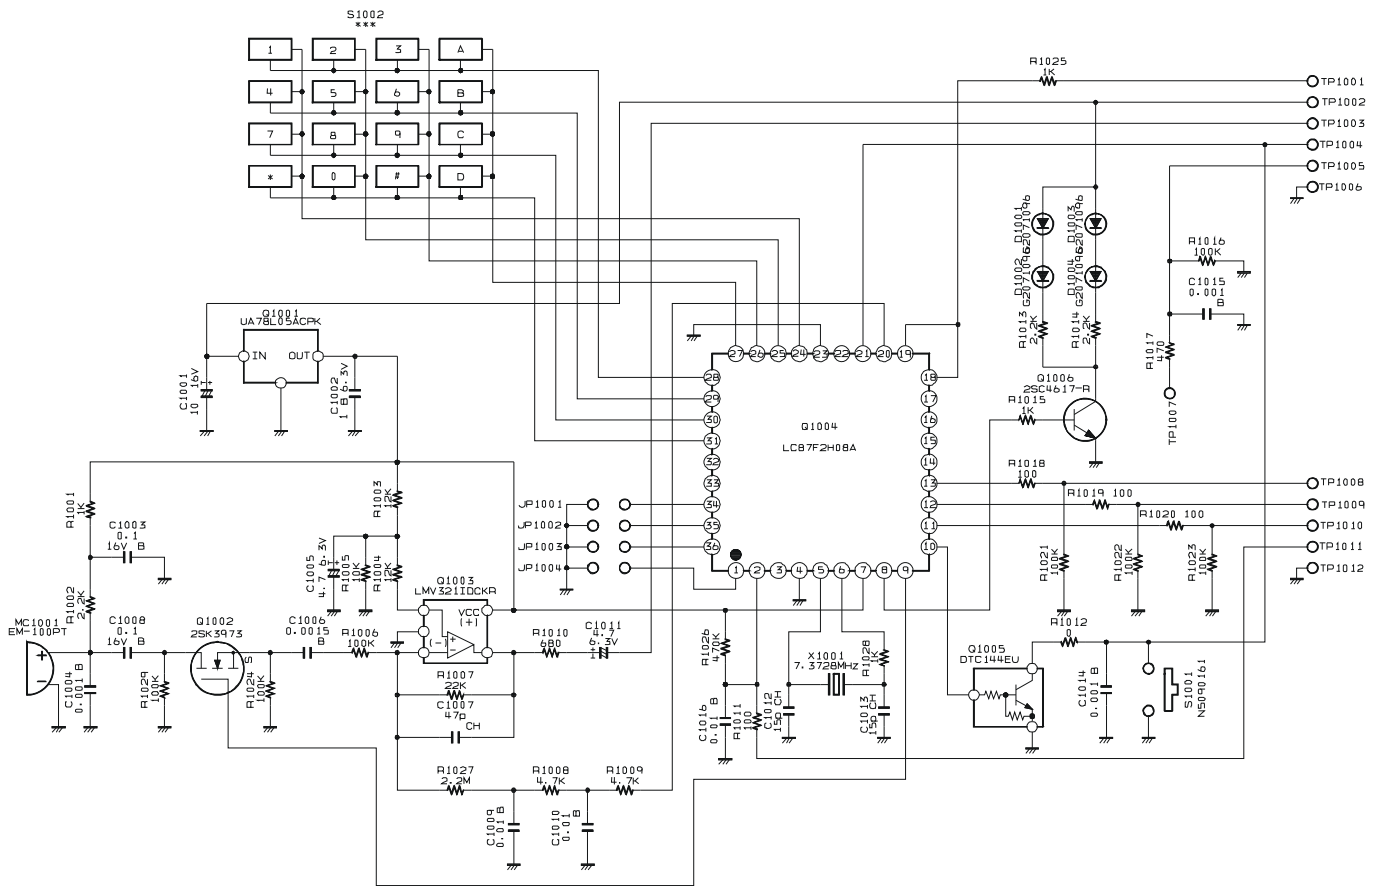 S1002
***
1 2 3 A
4 5 6 B
7 8 9 C
* 0 # D
R1025
1K
TP1001
TP1002
TP1003
TP1004
TP1005
TP1006
D1001
G2071096
D1003
G2071096
D1002
G2071096
D1004
G2071096
R1013
2.2K
R1014
2.2K
R1016
100K
C1015
0.001
B
R1017
470
TP1007
Q1001
UA78L05ACPK
IN
OUT
C1001
10 16V
+
C1002
1 B 6.3V
27 26 25 24 23 22 21 20 19
28
29
30
31
32
33
34
35
36
18
17
16
15
14
13
12
11
10
1 2 3 4 5 6 7 8 9
Q1004
LC87F2H08A
Q1006
2SC4617-R
R1015
1K
R1018
100
R1019 100
R1020 100
TP1008
TP1009
TP1010
TP1011
TP1012
R1021
100K
R1022
100K
R1023
100K
R1001
1K
C1003
0.1
16V B
R1002
2.2K
R1003
12K
C1005
4.7 6.3V
+
R1005
10K
R1004
12K
JP1001
JP1002
JP1003
JP1004
Q1003
LMV321IDCKR
VCC
(+)
(-)
+
-
MC1001
EM-100PT
+
-
C1008
0.1
16V B
C1004
0.001 B
R1029
100K
Q1002
2SK3973
S
R1024
100K
C1006
0.0015
B
R1006
100K
R1010
680
C1011
4.7
6.3V
+
R1007
22K
C1007
47p
CH
R1027
2.2M
R1008
4.7K
R1009
4.7K
C1009
0.01 B
C1010
0.01
B
R1026
470K
C1016
0.01 B
R1011
100
C1012
15p CH
X1001
7.3728MHz
R1028
1K
C1013
15p CH
Q1005
DTC144EU
R1012
0
C1014
0.001 B
S1001
N5090161